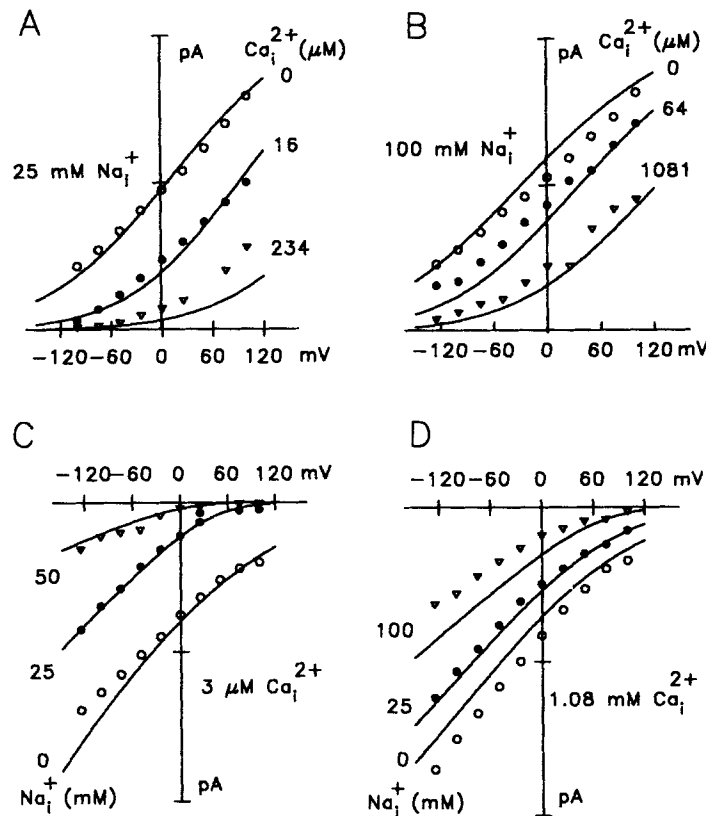 A
pA
Ca_i^2+ (μM)
0
16
25 mM Na_i^+
234
−120 −60 0 60 120 mV
B
pA
Ca_i^2+ (μM)
0
64
100 mM Na_i^+
1081
−120 −60 0 60 120 mV
C
−120 −60 0 60 120 mV
50
25
3 μM Ca_i^2+
0
Na_i^+ (mM)
pA
D
−120 −60 0 60 120 mV
100
25
1.08 mM Ca_i^2+
0
Na_i^+ (mM)
pA